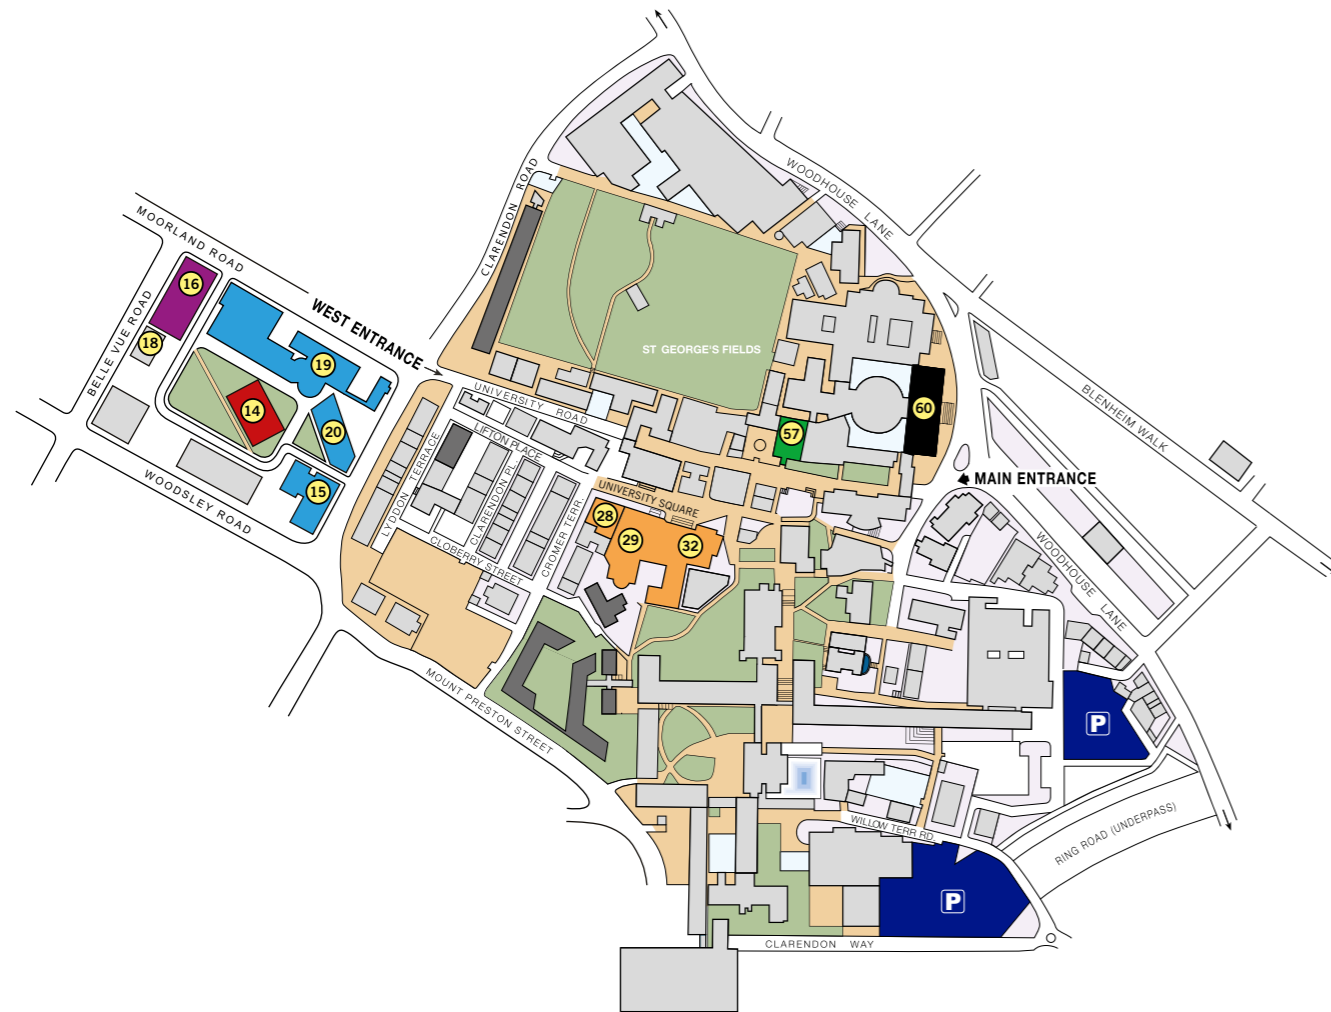 WOODHOUSE LANE
CLARENDON ROAD
MOORLAND ROAD
16
WEST ENTRANCE
BELLE VUE ROAD
18
19
ST GEORGE'S FIELDS
14
20
UNIVERSITY ROAD
60
BLENHEIM WALK
57
LIFTON PLACE
LYDDON TERRACE
CLARENDON PL.
WOODSLEY ROAD
15
MAIN ENTRANCE
UNIVERSITY SQUARE
28
29
32
CROMER TERR.
CLOBERRY STREET
WOODHOUSE LANE
MOUNT PRESTON STREET
P
WILLOW TERR RD.
RING ROAD (UNDERPASS)
P
CLARENDON WAY